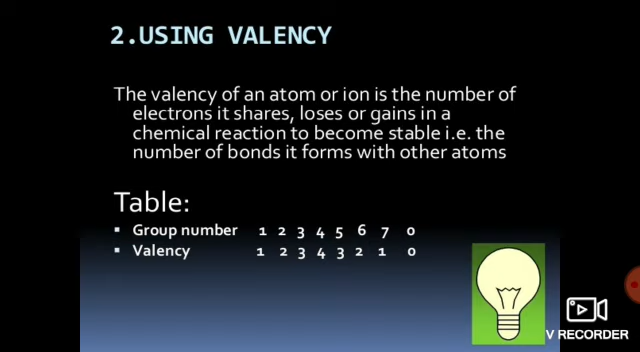 2.USING VALENCY
The valency of an atom or ion is the number of
electrons it shares, loses or gains in a
chemical reaction to become stable i.e. the
number of bonds it forms with other atoms
Table:
▪ Group number 1 2 3 4 5 6 7 0
▪ Valency 1 2 3 4 3 2 1 0
V RECORDER